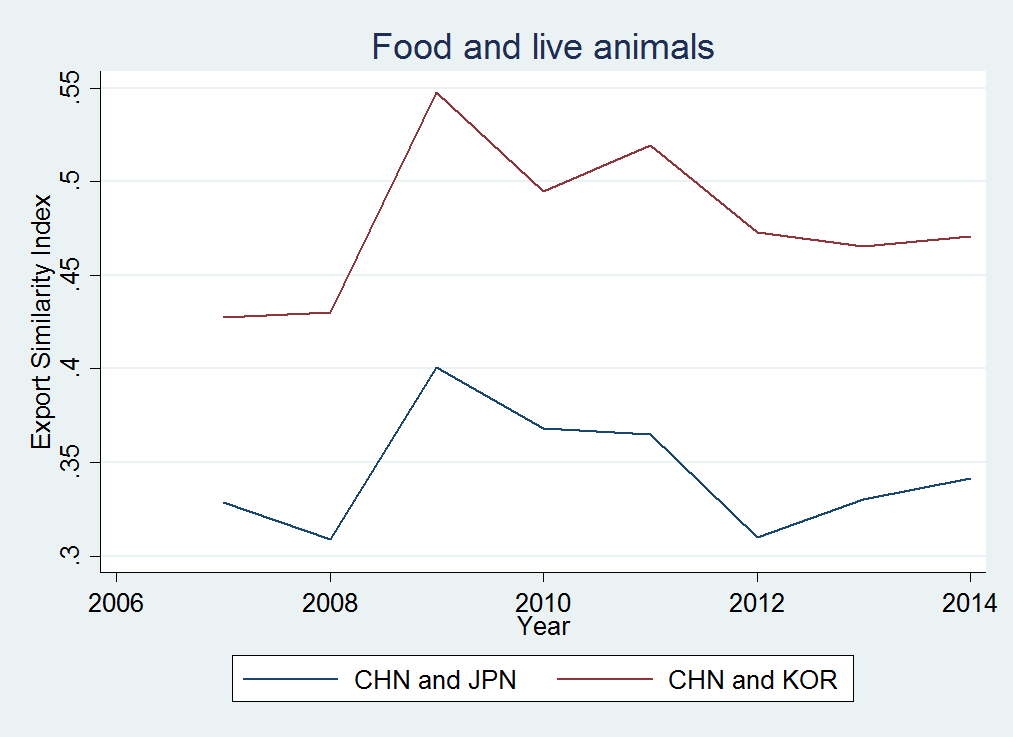 Food and live animals
Export Similarity Index
.55
.5
.45
.4
.35
.3
2006 2008 2010 2012 2014
Year
CHN and JPN CHN and KOR